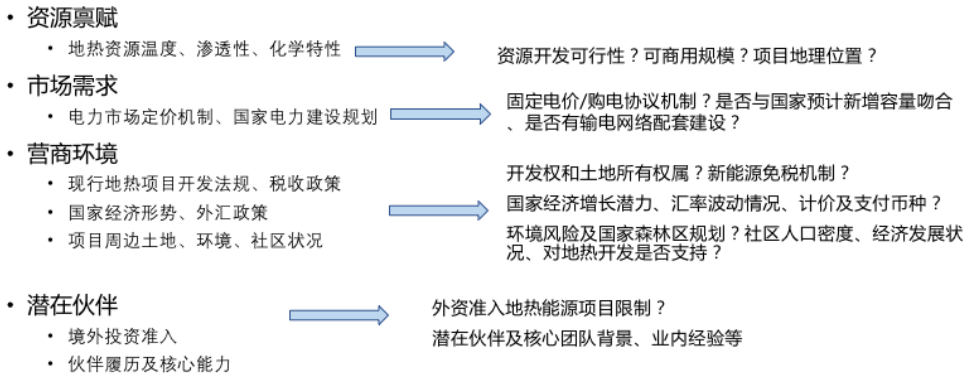 • 资源禀赋
• 地热资源温度、渗透性、化学特性
资源开发可行性？可商用规模？项目地理位置？
• 市场需求
• 电力市场定价机制、国家电力建设规划
固定电价/购电协议机制？是否与国家预计新增容量吻合
、是否有输电网络配套建设？
• 营商环境
• 现行地热项目开发法规、税收政策
开发权和土地所有权属？新能源免税机制？
• 国家经济形势、外汇政策
国家经济增长潜力、汇率波动情况、计价及支付币种？
• 项目周边土地、环境、社区状况
环境风险及国家森林区规划？社区人口密度、经济发展状
况、对地热开发是否支持？
• 潜在伙伴
外资准入地热能源项目限制？
• 境外投资准入
潜在伙伴及核心团队背景、业内经验等
• 伙伴履历及核心能力